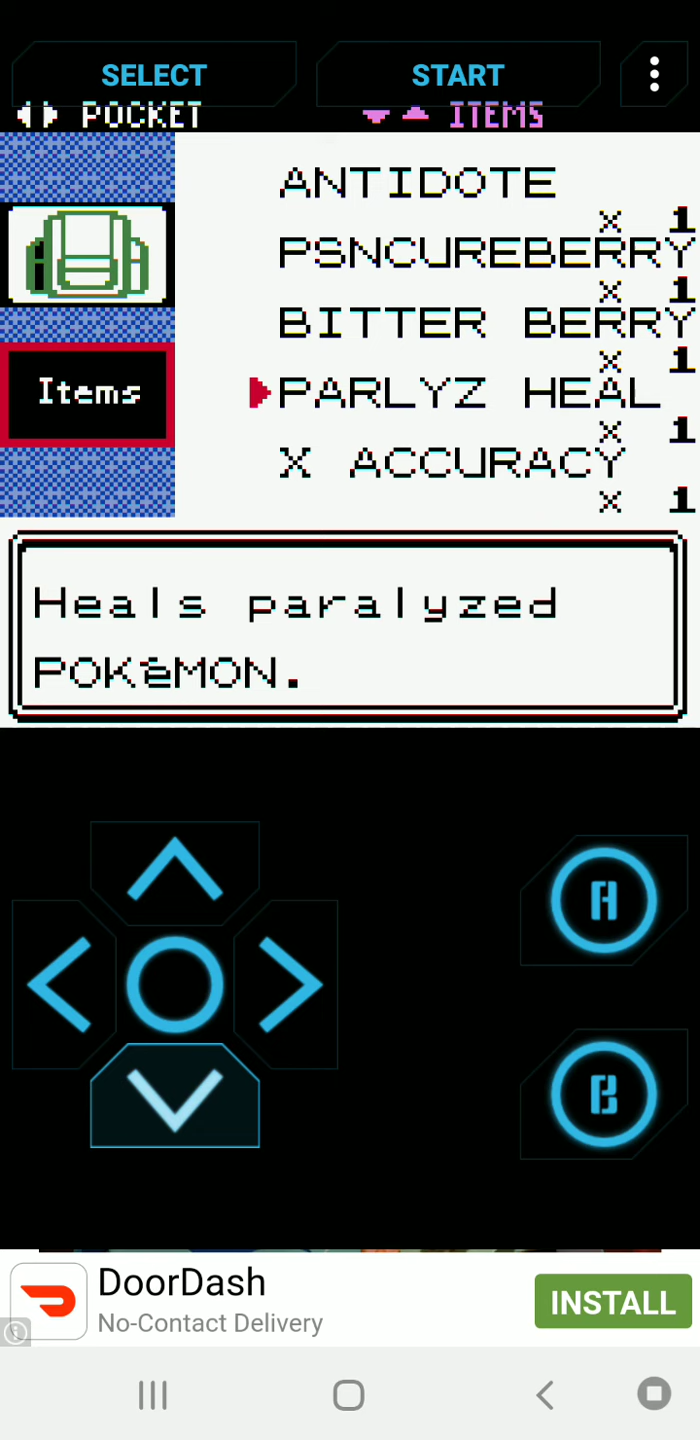 SELECT START
POCKET ITEMS
ANTIDOTE
× 1
PSNCUREBERRY
× 1
BITTER BERRY
× 1
PARLYZ HEAL
× 1
X ACCURACY
× 1
Items
Heals paralyzed
POKéMON.
A
B
DoorDash
No-Contact Delivery
INSTALL